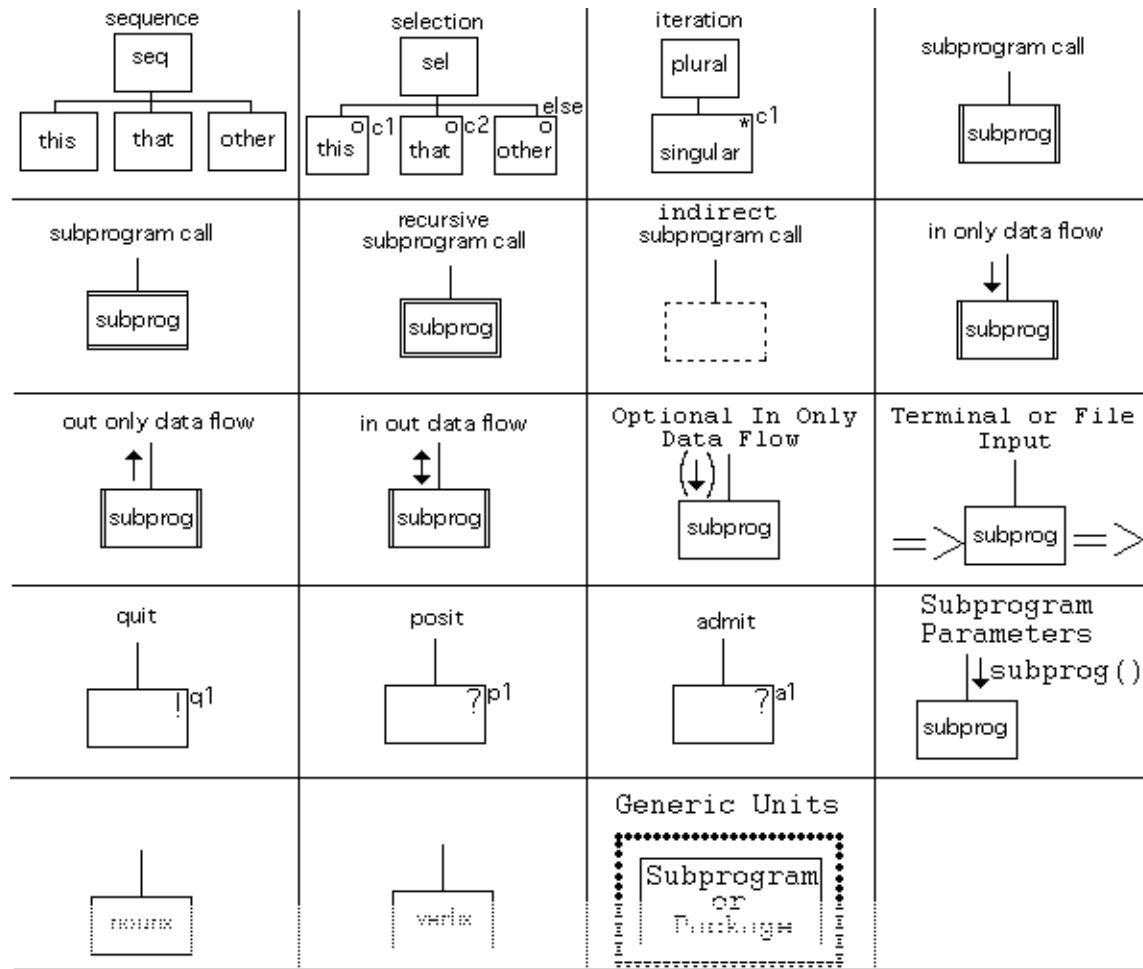 sequence
seq
this
that
other
selection
sel
else
o c1
o c2
o
this
that
other
iteration
plural
* c1
singular
subprogram call
subprog
subprogram call
subprog
recursive
subprogram call
subprog
indirect
subprogram call
in only data flow
subprog
out only data flow
subprog
in out data flow
subprog
Optional In Only
Data Flow
subprog
Terminal or File
Input
=> subprog =>
quit
! q1
posit
? p1
admit
? a1
Subprogram
Parameters
subprog()
subprog
Generic Units
Subprogram
or
Package